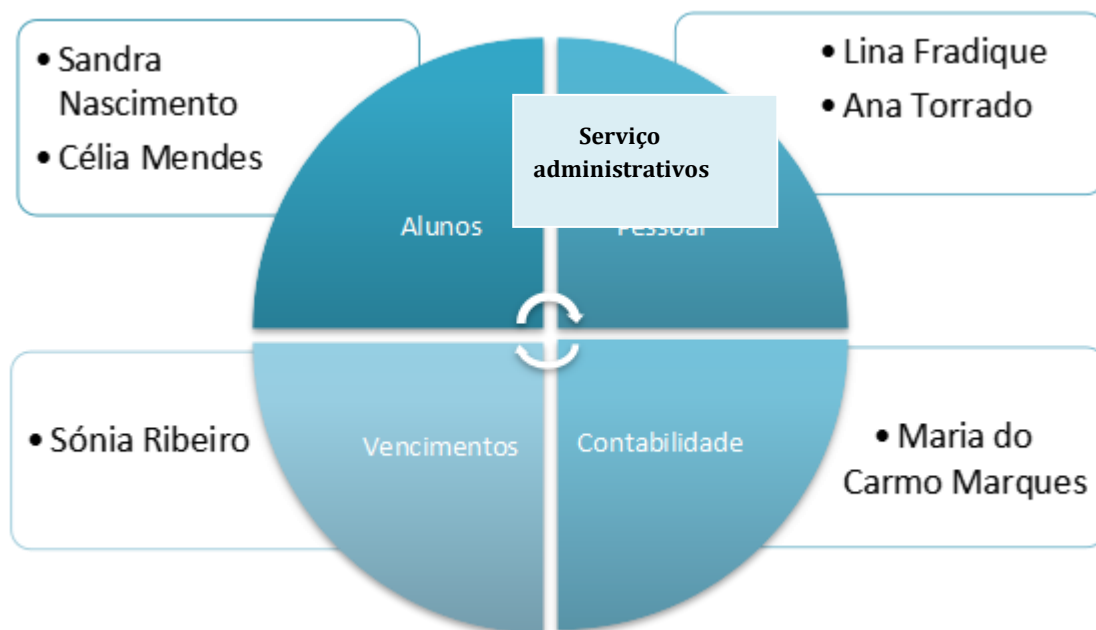 • Sandra
Nascimento
• Célia Mendes
• Lina Fradique
• Ana Torrado
Serviço
administrativos
Alunos
Pessoal
Vencimentos
Contabilidade
• Sónia Ribeiro
• Maria do
Carmo Marques